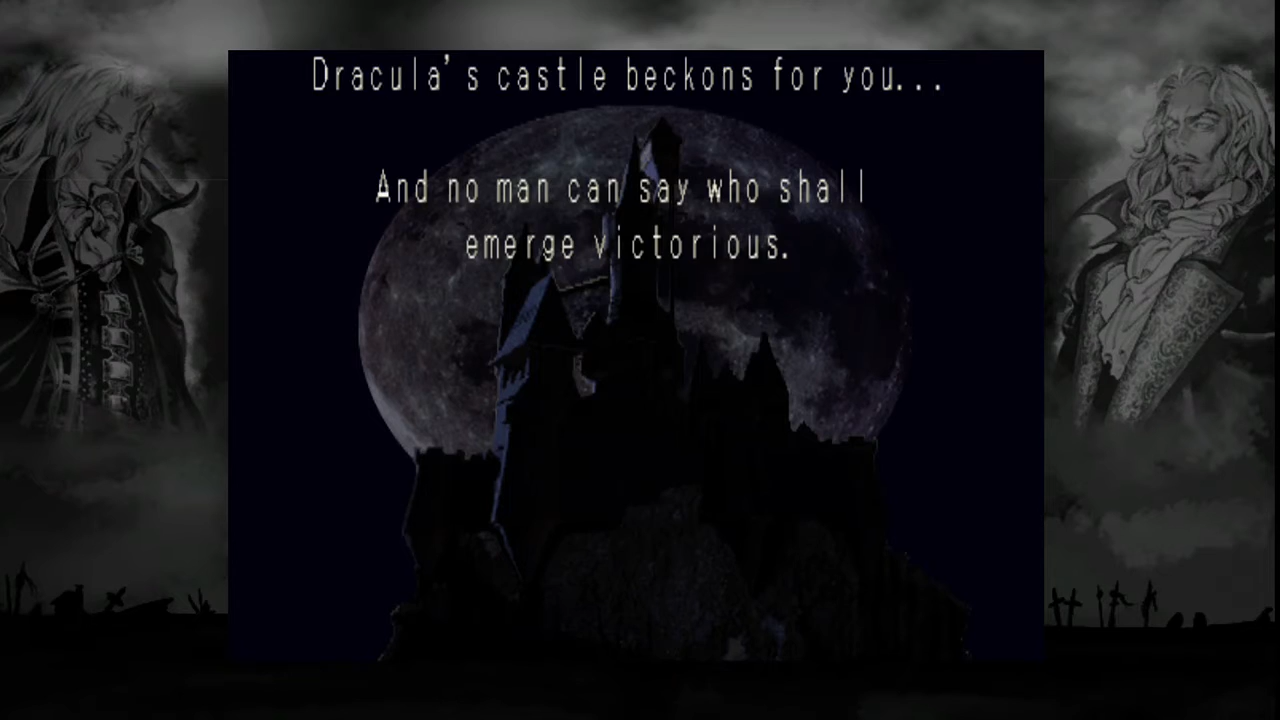 Dracula's castle beckons for you...
And no man can say who shall
emerge victorious.